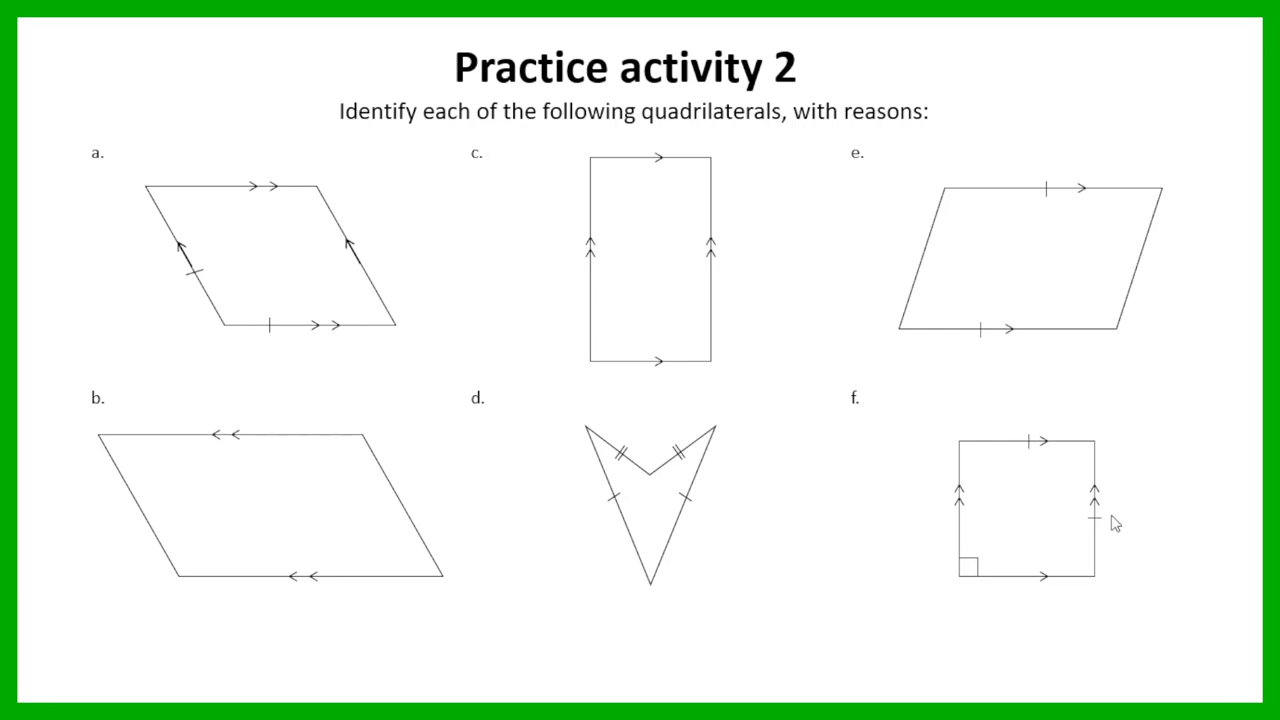 Practice activity 2
Identify each of the following quadrilaterals, with reasons:
a.
c.
e.
b.
d.
f.